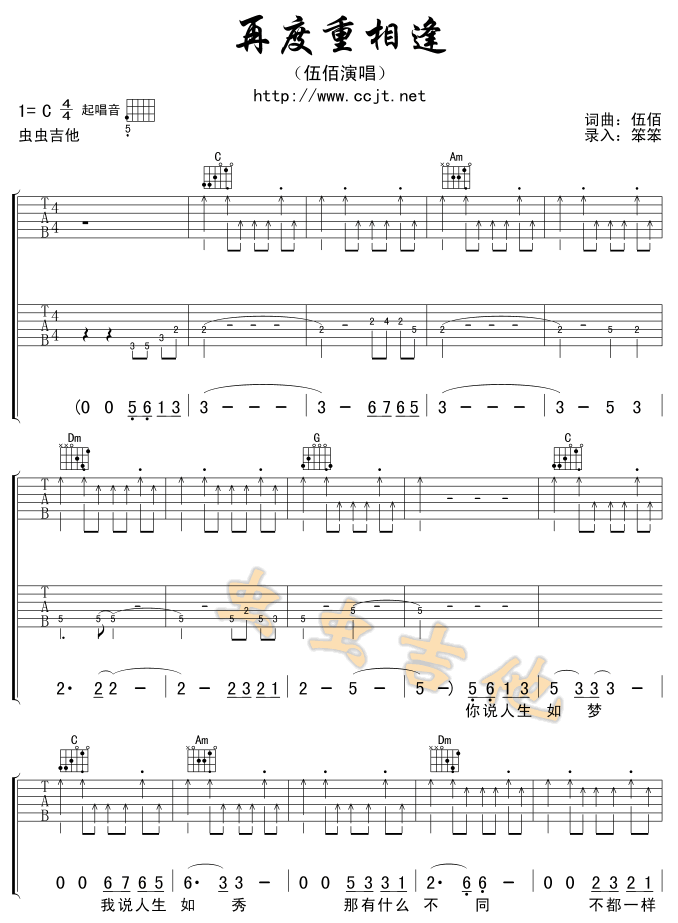 再度重相逢
（伍佰演唱）
http://www.ccjt.net
1= C 4/4 起唱音 5
虫虫吉他
词曲：伍佰
录入：笨笨
C Am
T A B 4 4
T A B 4 4 3 5 3 2 2 - - 2 - 2 4 2 5 2 - - 2 - 5 2
(0 0 5 6 1 3 3 - - - 3 - 6 7 6 5 3 - - - 3 - 5 3
Dm G C
T A B - - -
T A B 5 5 5 - - 5 - 5 2 5 3 5 - 5 - 5 - -
2· 2 2 - - 2 - 2 3 2 1 2 - 5 - 5 - -) 5 6 1 3 5 3 3 3 -
你说人生 如 梦
虫虫吉他
C Am Dm
T A B
0 0 6 7 6 5 6· 3 3 - 0 0 5 3 3 1 2· 6 6 - 0 0 2 3 2 1
我说人生 如 秀 那有什么 不 同 不都一样